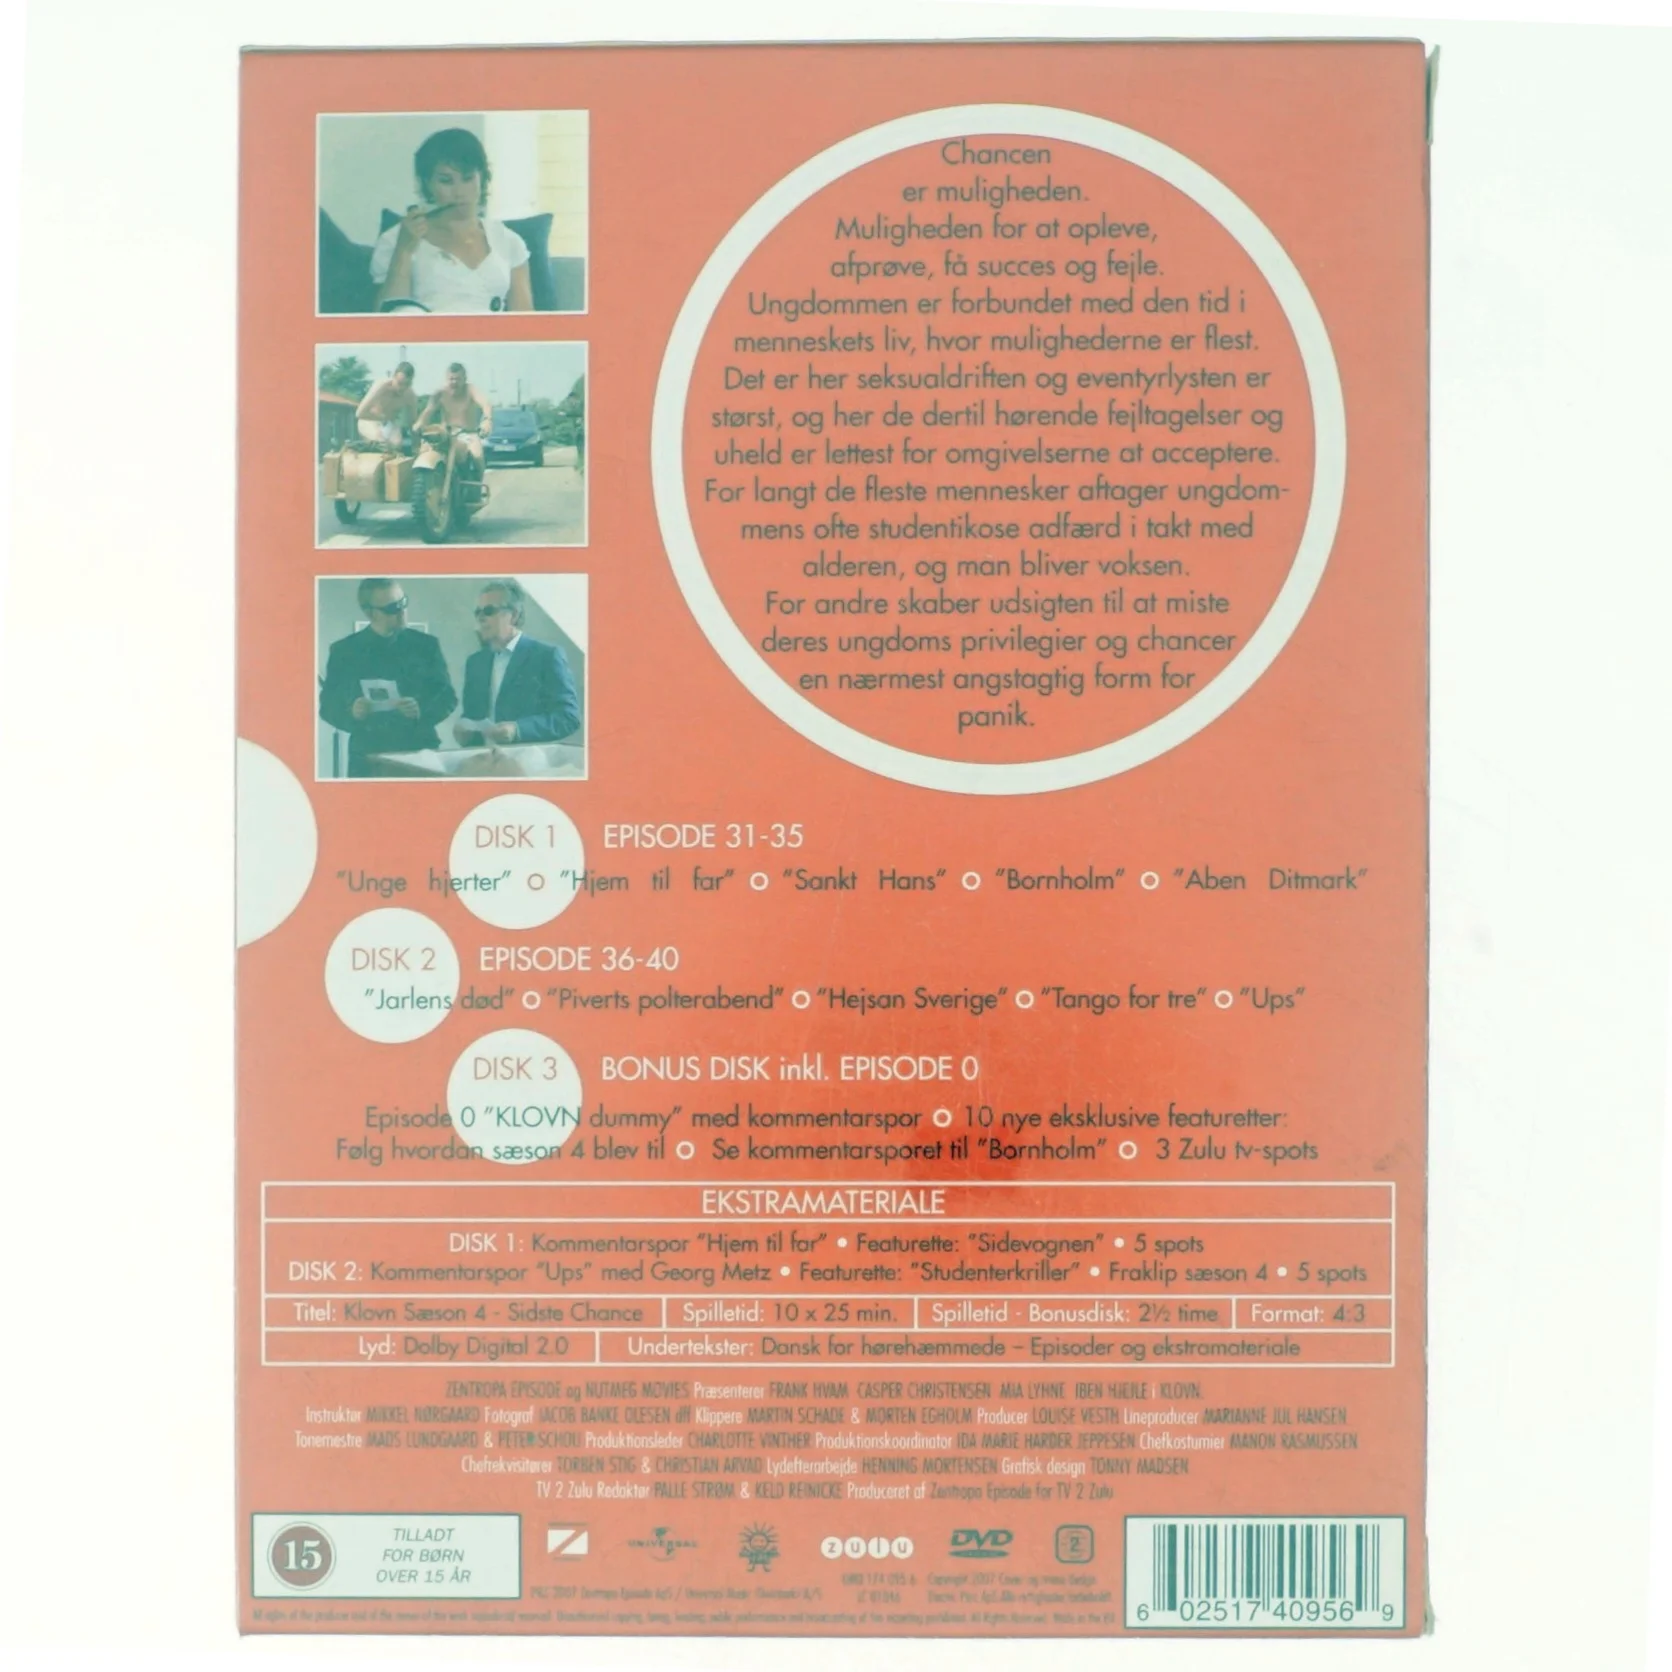 Chancen
er muligheden.
Muligheden for at opleve,
afprøve, få succes og fejle.
Ungdommen er forbundet med den tid i
menneskets liv, hvor mulighederne er flest.
Det er her seksualdriften og eventyrlysten er
størst, og her de dertil hørende fejltagelser og
uheld er lettest for omgivelserne at acceptere.
For langt de fleste mennesker aftager ungdom-
mens ofte studentikose adfærd i takt med
alderen, og man bliver voksen.
For andre skaber udsigten til at miste
deres ungdoms privilegier og chancer
en nærmest angstagtig form for
panik.
DISK 1 EPISODE 31-35
"Unge hjerter" o "Hjem til far" o "Sankt Hans" o "Bornholm" o "Aben Ditmark"
DISK 2 EPISODE 36-40
"Jarlens død" o "Piverts polterabend" o "Hejsan Sverige" o "Tango for tre" o "Ups"
DISK 3 BONUS DISK inkl. EPISODE 0
Episode 0 "KLOVN dummy" med kommentarspor o 10 nye eksklusive featuretter:
Følg hvordan sæson 4 blev til o Se kommentarsporet til "Bornholm" o 3 Zulu tv-spots
EKSTRAMATERIALE
DISK 1: Kommentarspor "Hjem til far" • Featurette: "Sidevognen" • 5 spots
DISK 2: Kommentarspor "Ups" med Georg Metz • Featurette: "Studenterkriller" • Fraklip sæson 4 • 5 spots
Titel: Klovn Sæson 4 - Sidste Chance Spilletid: 10 x 25 min. Spilletid - Bonusdisk: 2½ time Format: 4:3
Lyd: Dolby Digital 2.0 Undertekster: Dansk for hørehæmmede – Episoder og ekstramateriale
ZENTROPA EPISODE og NUTMEG MOVIES Præsenterer FRANK HVAM CASPER CHRISTENSEN MIA LYHNE IBEN HJEJLE i KLOVN
Instruktør MIKKEL NØRGAARD Fotograf JACOB BANKE OLESEN dff Klippere MARTIN SCHADE & MORTEN EGHOLM Producer LOUISE VESTH Lineproducer MARIANNE JUL HANSEN
Tonemestre MADS LUNDGAARD & PETER SCHOU Produktionsleder CHARLOTTE VINTHER Produktionskoordinator IDA MARIE HARDER JEPPESEN Chefkostumier MANON RASMUSSEN
Chefrekvisitører TORBEN STIG & CHRISTIAN ARVAD Lydefterarbejde HENNING MORTENSEN Grafisk design TONNY MADSEN
TV 2 Zulu Redaktør PALLE STRØM & KELD REINICKE Produceret af Zentropa Episode for TV 2 Zulu
15 TILLADT
FOR BØRN
OVER 15 ÅR
UNIVERSAL
zulu
DVD
2
6 02517 40956 9